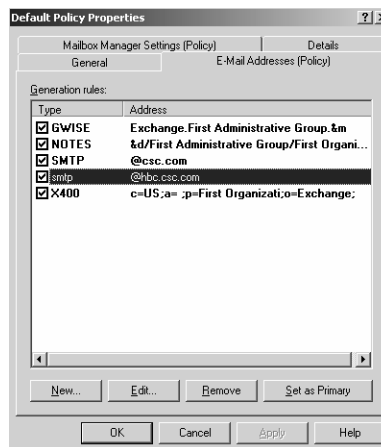 Default Policy Properties
Mailbox Manager Settings (Policy) Details
General E-Mail Addresses (Policy)
Generation rules:
Type Address
GWISE Exchange.First Administrative Group.&m
NOTES &d/First Administrative Group/First Organi...
SMTP @csc.com
smtp @hbc.csc.com
X400 c=US;a= ;p=First Organizati;o=Exchange;
New... Edit... Remove Set as Primary
OK Cancel Apply Help